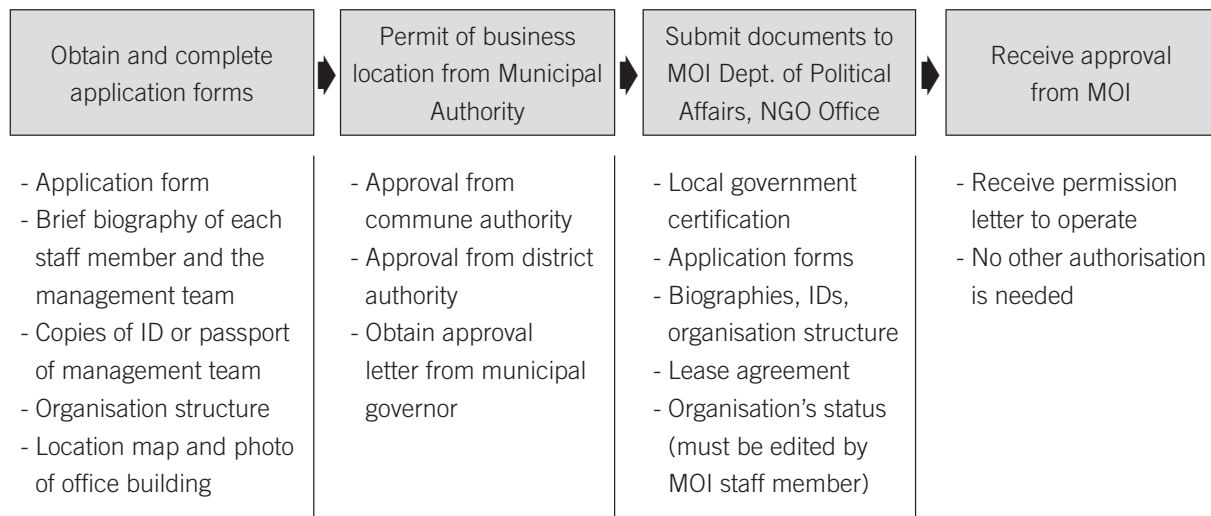 Obtain and complete
application forms
Permit of business
location from Municipal
Authority
Submit documents to
MOI Dept. of Political
Affairs, NGO Office
Receive approval
from MOI
- Application form
- Brief biography of each
staff member and the
management team
- Copies of ID or passport
of management team
- Organisation structure
- Location map and photo
of office building
- Approval from
commune authority
- Approval from district
authority
- Obtain approval
letter from municipal
governor
- Local government
certification
- Application forms
- Biographies, IDs,
organisation structure
- Lease agreement
- Organisation's status
(must be edited by
MOI staff member)
- Receive permission
letter to operate
- No other authorisation
is needed